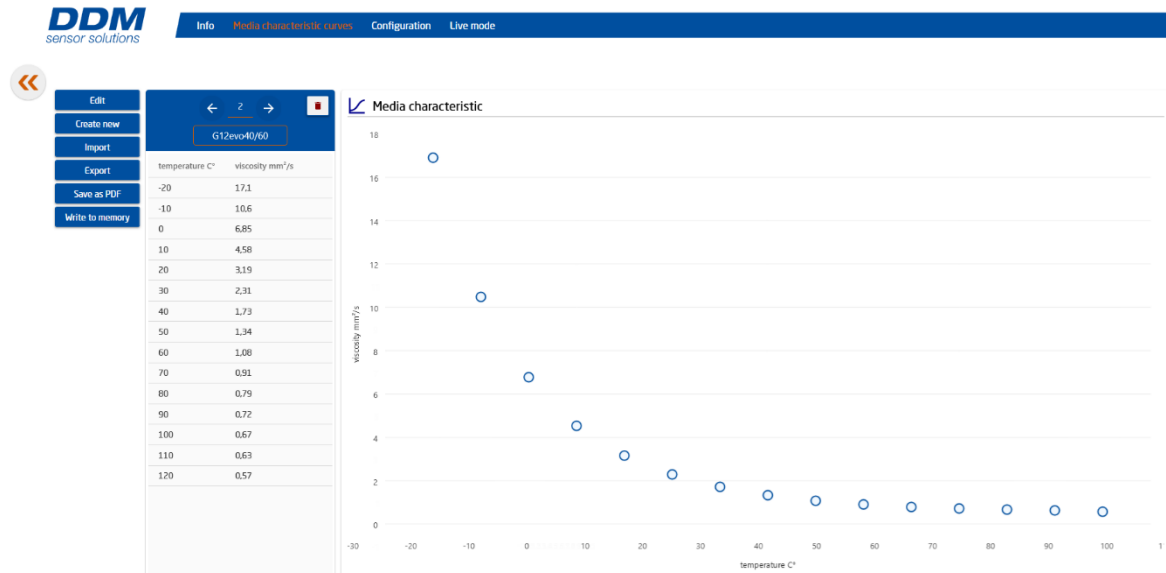 DDM
sensor solutions
Info Media characteristic curves Configuration Live mode
Edit
Create new
Import
Export
Save as PDF
Write to memory
2
G12evo40/60
temperature C° viscosity mm²/s
-20 17,1
-10 10,6
0 6,85
10 4,58
20 3,19
30 2,31
40 1,73
50 1,34
60 1,08
70 0,91
80 0,79
90 0,72
100 0,67
110 0,63
120 0,57
Media characteristic
18
16
14
12
10
8
6
4
2
0
viscosity mm²/s
-30 -20 -10 0 10 20 30 40 50 60 70 80 90 100 1
temperature C°